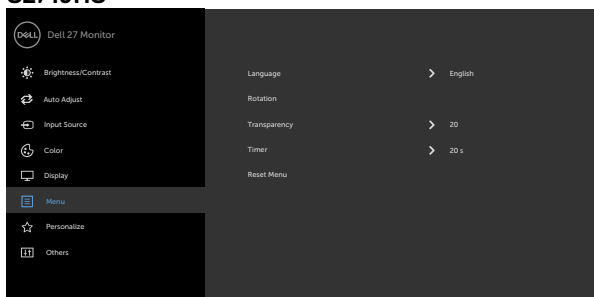 DELL Dell 27 Monitor
Brightness/Contrast
Auto Adjust
Input Source
Color
Display
Menu
Personalize
Others
Language English
Rotation
Transparency 20
Timer 20 s
Reset Menu